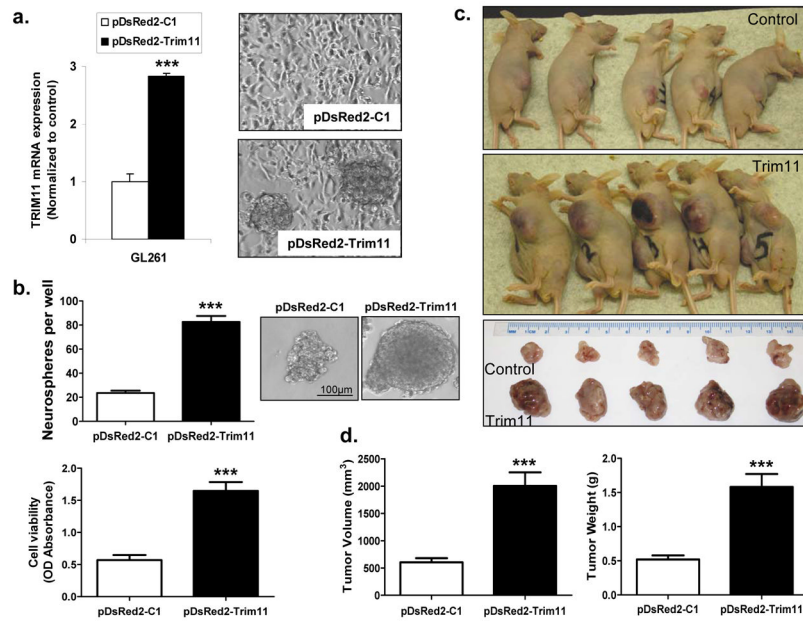 a.
pDsRed2-C1
pDsRed2-Trim11
TRIM11 mRNA expression
(Normalized to control)
3
2
1
0
***
GL261
pDsRed2-C1
pDsRed2-Trim11
b.
Neurospheres per well
100
80
60
40
20
0
***
pDsRed2-C1
pDsRed2-Trim11
pDsRed2-C1
pDsRed2-Trim11
100µm
Cell viability
(OD Absorbance)
2.0
1.5
1.0
0.5
0.0
***
pDsRed2-C1
pDsRed2-Trim11
c.
Control
Trim11
4
5
Control
Trim11
d.
Tumor Volume (mm3)
2500
2000
1500
1000
500
0
***
pDsRed2-C1
pDsRed2-Trim11
Tumor Weight (g)
2.0
1.5
1.0
0.5
0.0
***
pDsRed2-C1
pDsRed2-Trim11